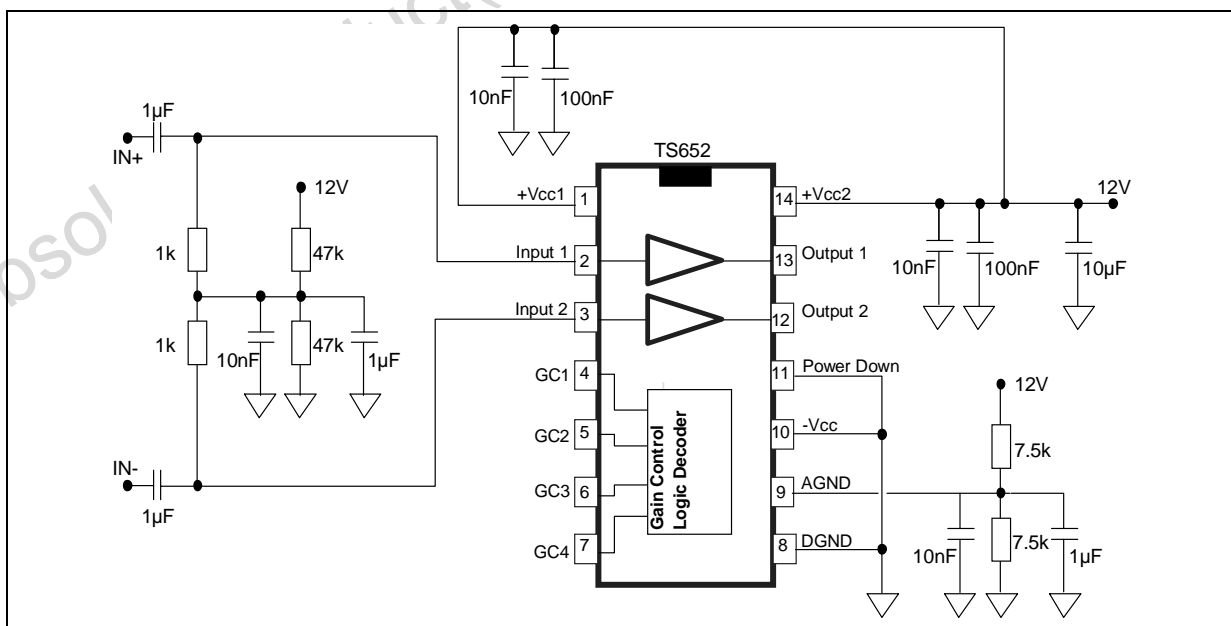 1µF
IN+
10nF
100nF
TS652
12V
+Vcc1
1
14
+Vcc2
12V
1k
47k
Input 1
2
13
Output 1
10nF
100nF
10µF
Input 2
3
12
Output 2
1k
10nF
47k
1µF
GC1
4
11
Power Down
12V
GC2
5
10
-Vcc
7.5k
IN-
1µF
GC3
6
9
AGND
GC4
7
8
DGND
10nF
7.5k
1µF
Gain Control
Logic Decoder